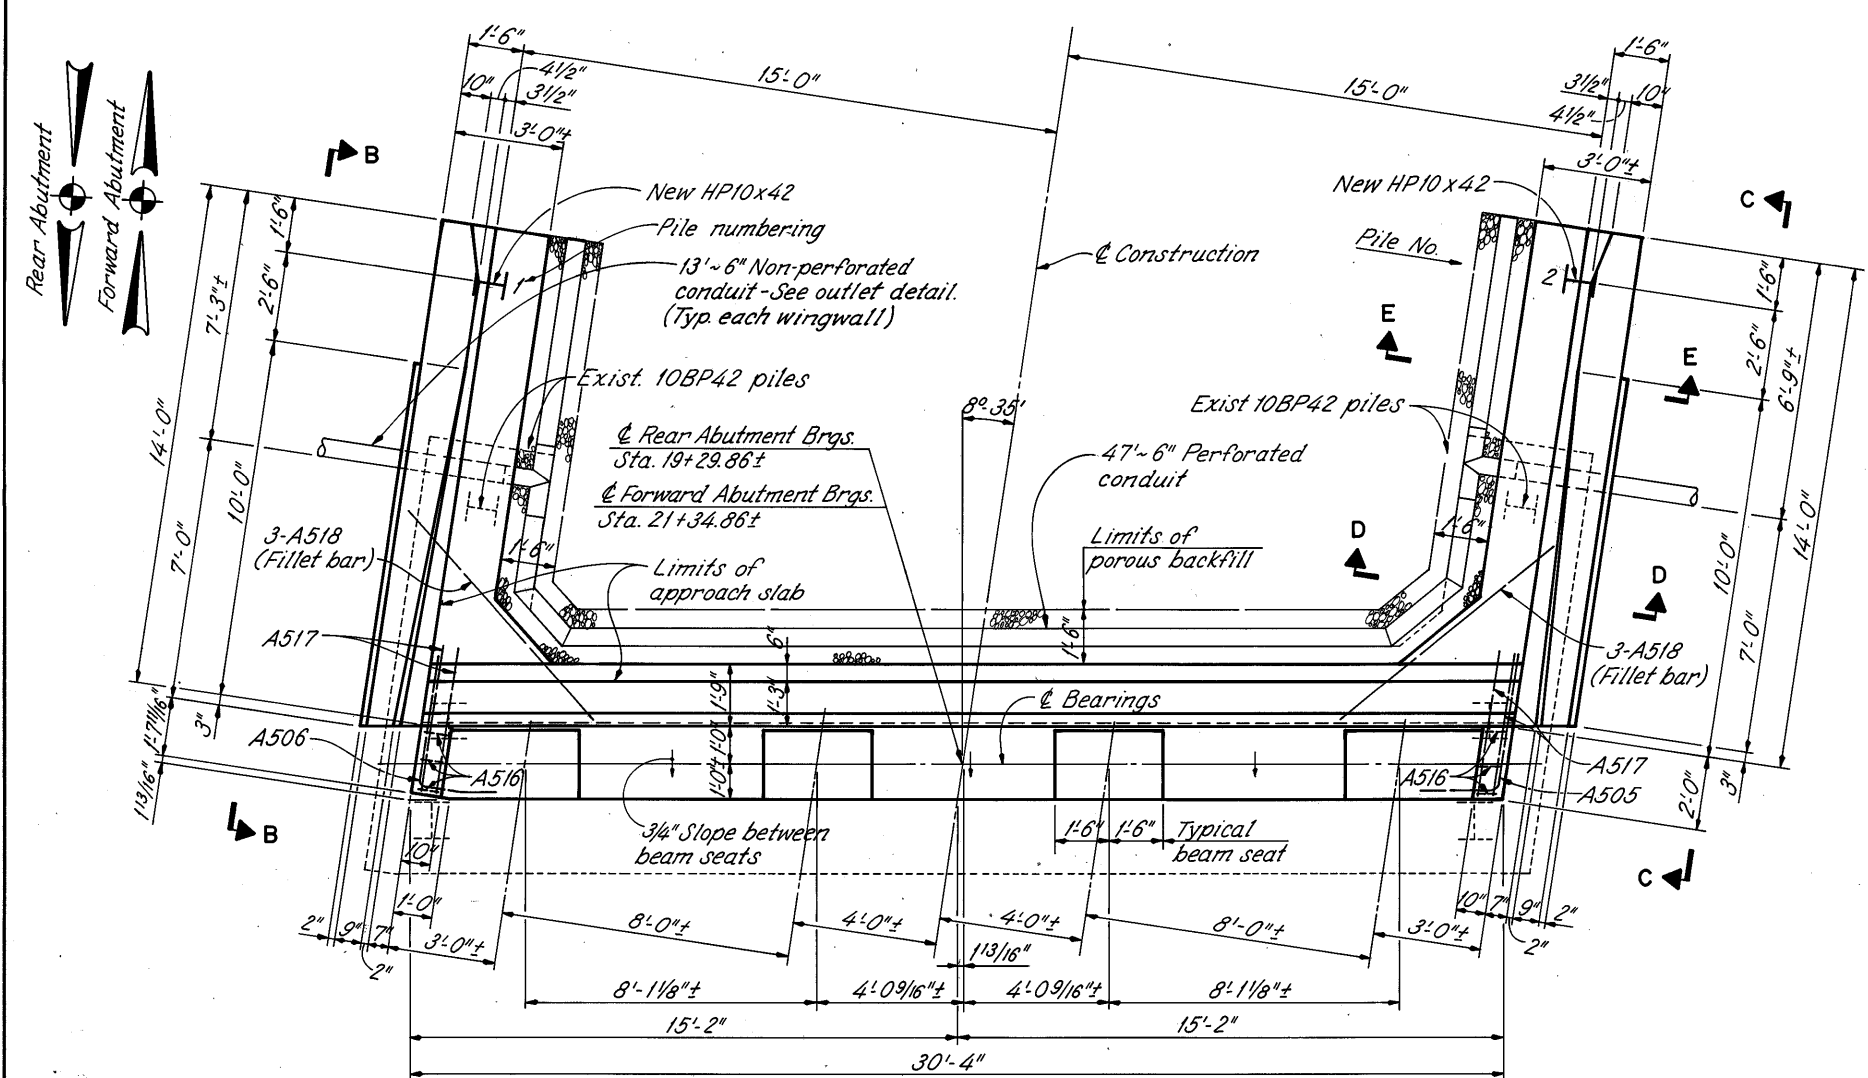 1'-6"
4 1/2"
10"
3 1/2"
3'-0"±
15'-0"
15'-0"
1'-6"
3 1/2"
10"
4 1/2"
3'-0"±
Rear Abutment
Forward Abutment
B
New HP10x42
Pile numbering
13'~6" Non-perforated
conduit-See outlet detail.
(Typ. each wingwall)
℄ Construction
New HP10x42
Pile No.
C
1
2
1'-6"
2'-6"
7'-3"±
10'-0"
14'-0"
7'-0"
E
E
1'-6"
2'-6"
6'-9"±
Exist. 10BP42 piles
8°-35'
Exist 10BP42 piles
℄ Rear Abutment Brgs.
Sta. 19+29.86±
℄ Forward Abutment Brgs.
Sta. 21+34.86±
47'~6" Perforated
conduit
3-A518
(Fillet bar)
1'-6"
Limits of
approach slab
Limits of
porous backfill
1'-6"
D
D
14'-0"
10'-0"
7'-0"
A517
6"
1'-6"
1'-9"
1'-3"
3-A518
(Fillet bar)
℄ Bearings
3"
1'-7 11/16"
1 13/16"
A506
A516
1'-0"
1'-0"±
A516
A517
A505
3"
2'-0"
B
10"
3/4" Slope between
beam seats
1'-6"
1'-6"
Typical
beam seat
C
2"
9"
2"
7"
1'-0"
3'-0"±
8'-0"±
4'-0"±
4'-0"±
8'-0"±
3'-0"±
10"
7"
2"
9"
2"
1 13/16"
8'-1 1/8"±
4'-0 9/16"±
4'-0 9/16"±
8'-1 1/8"±
15'-2"
15'-2"
30'-4"